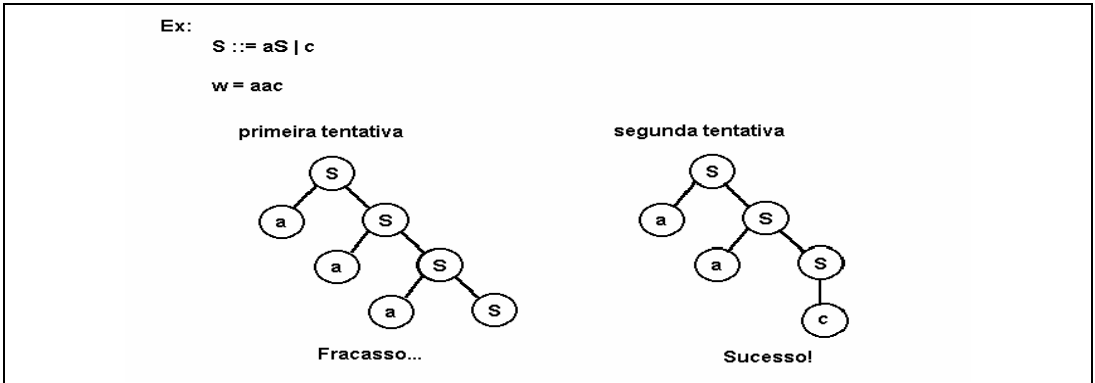 Ex:
S ::= aS | c
w = aac
primeira tentativa
S
a
S
a
S
a
S
Fracasso...
segunda tentativa
S
a
S
a
S
c
Sucesso!